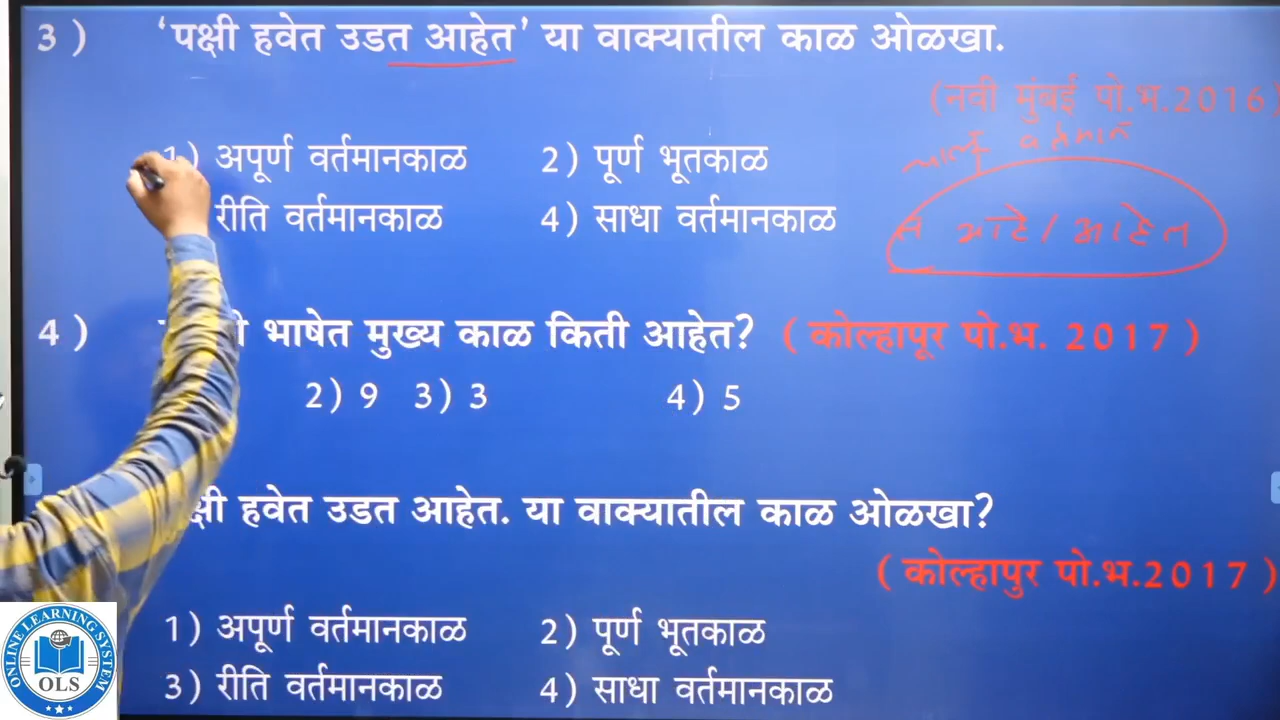 3) 'पक्षी हवेत उडत आहेत' या वाक्यातील काळ ओळखा.
(नवी मुंबई पो.भ.2016)
चालू वर्तमान
1) अपूर्ण वर्तमानकाळ 2) पूर्ण भूतकाळ
रीति वर्तमानकाळ 4) साधा वर्तमानकाळ
त आहे / आहेत
4) भाषेत मुख्य काळ किती आहेत? (कोल्हापूर पो.भ. 2017)
2) 9 3) 3 4) 5
हवेत उडत आहेत. या वाक्यातील काळ ओळखा?
(कोल्हापुर पो.भ.2017)
1) अपूर्ण वर्तमानकाळ 2) पूर्ण भूतकाळ
3) रीति वर्तमानकाळ 4) साधा वर्तमानकाळ
ONLINE LEARNING SYSTEM
OLS